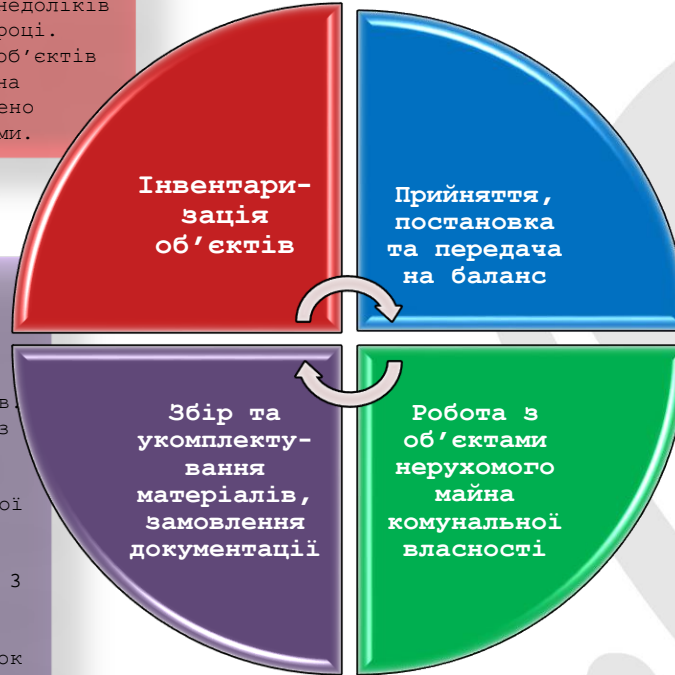 недоліків
році.
об’єктів
на
ми.
Інвентари-
зація
об’єктів
Прийняття,
постановка
та передача
на баланс
з
З
Збір та
укомплекту-
вання
матеріалів,
замовлення
документації
Робота з
об’єктами
нерухомого
майна
комунальної
власності